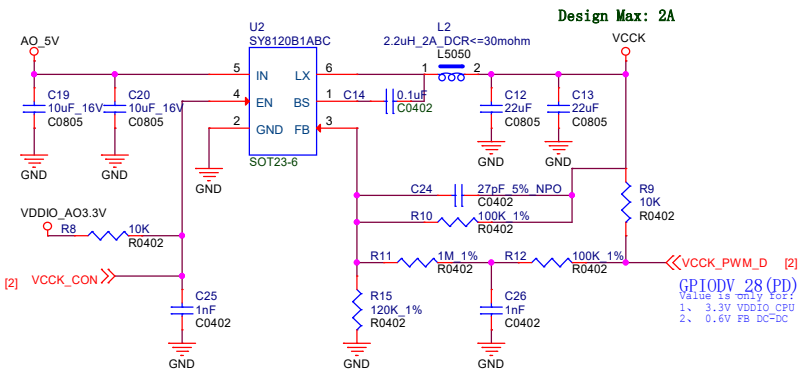 Design Max: 2A
AO_5V
U2
SY8120B1ABC
L2
2.2uH_2A_DCR<=30mohm
L5050
VCCK
5
IN
LX
6
1
2
4
EN
BS
1
C14
0.1uF
C0402
2
GND
FB
3
SOT23-6
C19
10uF_16V
C0805
C20
10uF_16V
C0805
C12
22uF
C0805
C13
22uF
C0805
GND
GND
GND
GND
GND
C24
27pF_5%_NPO
C0402
R10
100K_1%
R0402
R9
10K
R0402
VDDIO_AO3.3V
R8
10K
R0402
R11
1M_1%
R0402
R12
100K_1%
R0402
VCCK_PWM_D
[2]
[2]
VCCK_CON
GPIODV_28(PD)
Value is only for:
1、 3.3V VDDIO_CPU
2、 0.6V FB DC-DC
C25
1nF
C0402
R15
120K_1%
R0402
C26
1nF
C0402
GND
GND
GND